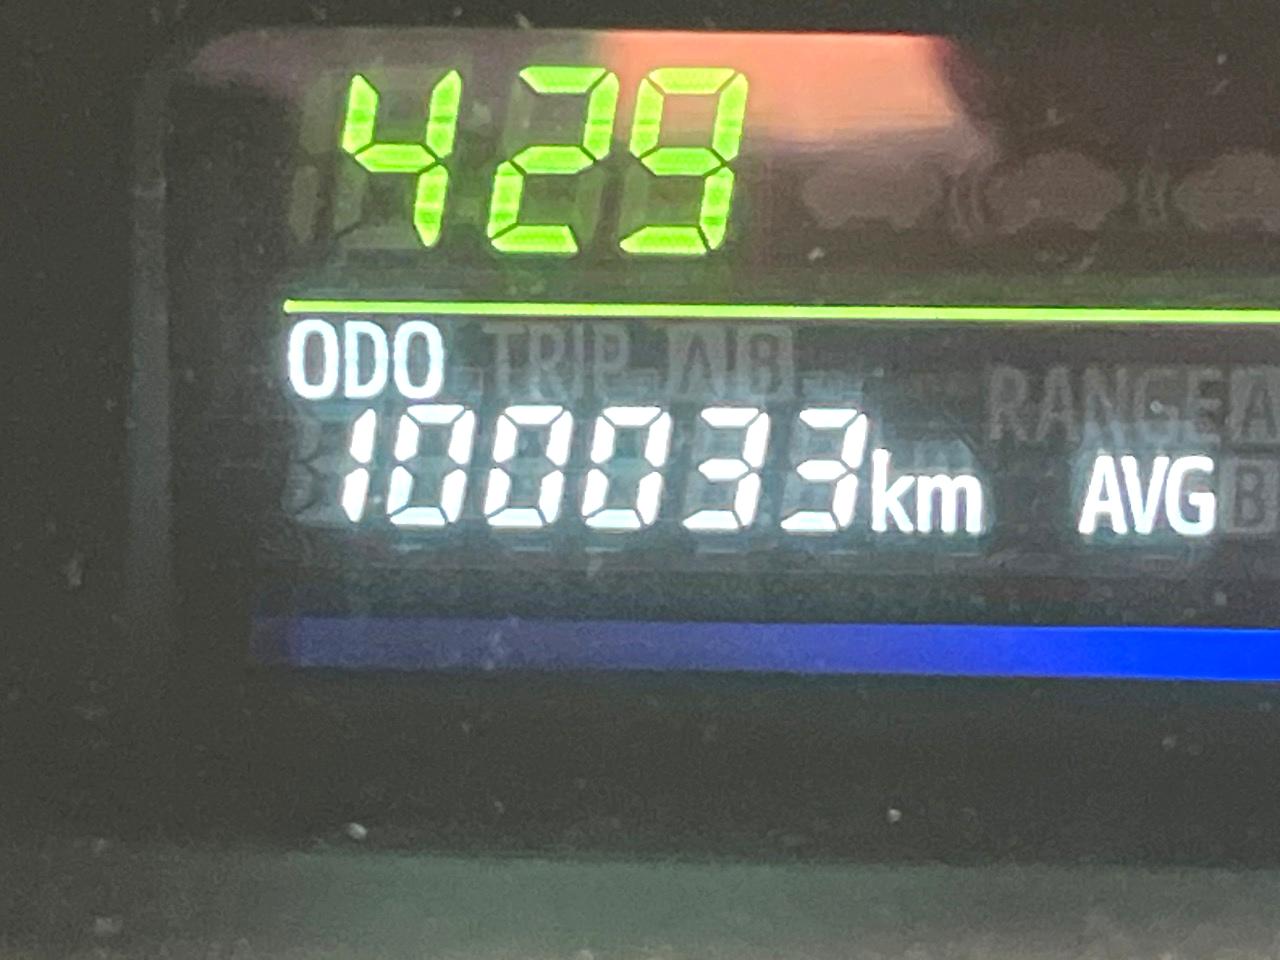 429
ODO TRIP A B
RANGE A
100033km AVG B